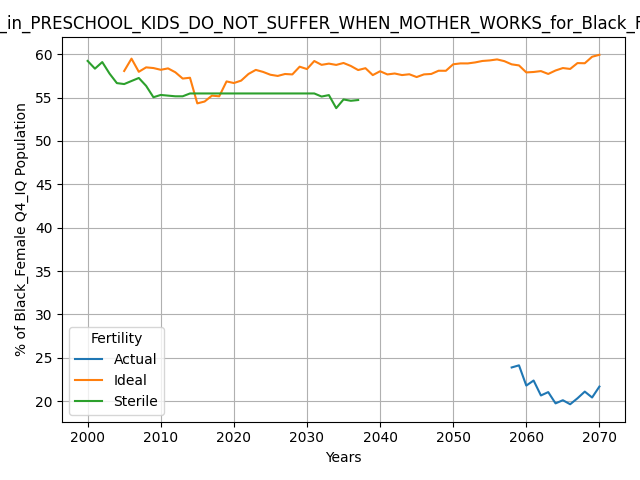 _in_PRESCHOOL_KIDS_DO_NOT_SUFFER_WHEN_MOTHER_WORKS_for_Black_F
60
55
50
45
40
35
30
25
20
% of Black_Female Q4_IQ Population
Fertility
Actual
Ideal
Sterile
2000 2010 2020 2030 2040 2050 2060 2070
Years